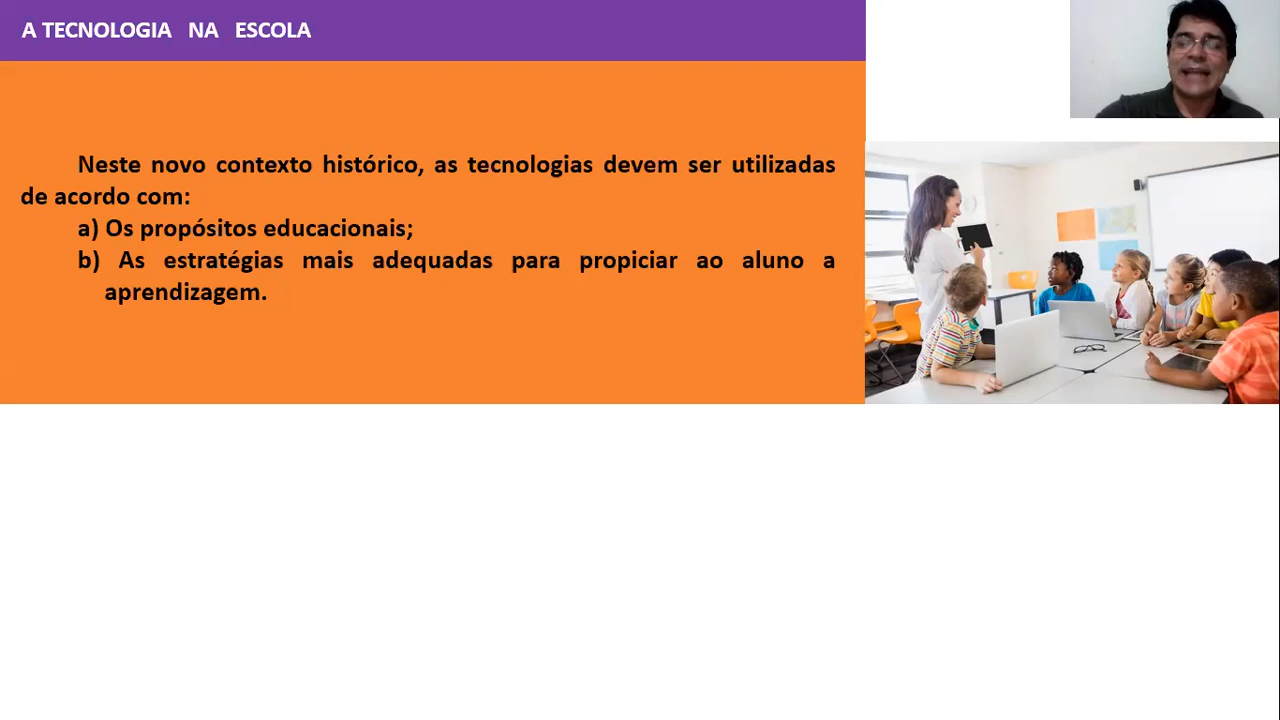 A TECNOLOGIA NA ESCOLA
Neste novo contexto histórico, as tecnologias devem ser utilizadas
de acordo com:
a) Os propósitos educacionais;
b) As estratégias mais adequadas para propiciar ao aluno a
aprendizagem.